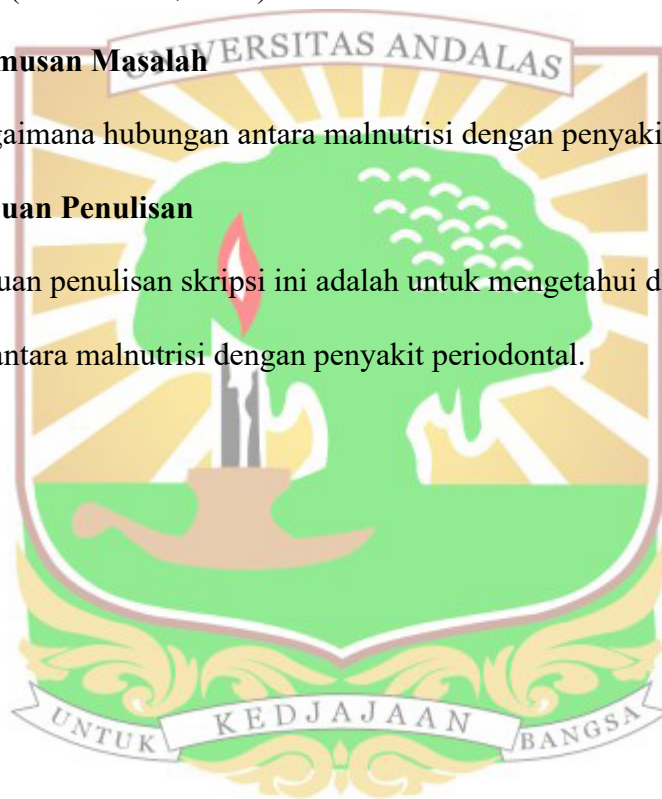 UNIVERSITAS ANDALAS
musan Masalah
gaimana hubungan antara malnutrisi dengan penyaki
uan Penulisan
uan penulisan skripsi ini adalah untuk mengetahui d
antara malnutrisi dengan penyakit periodontal.
UNTUK KEDJAJAAN BANGSA